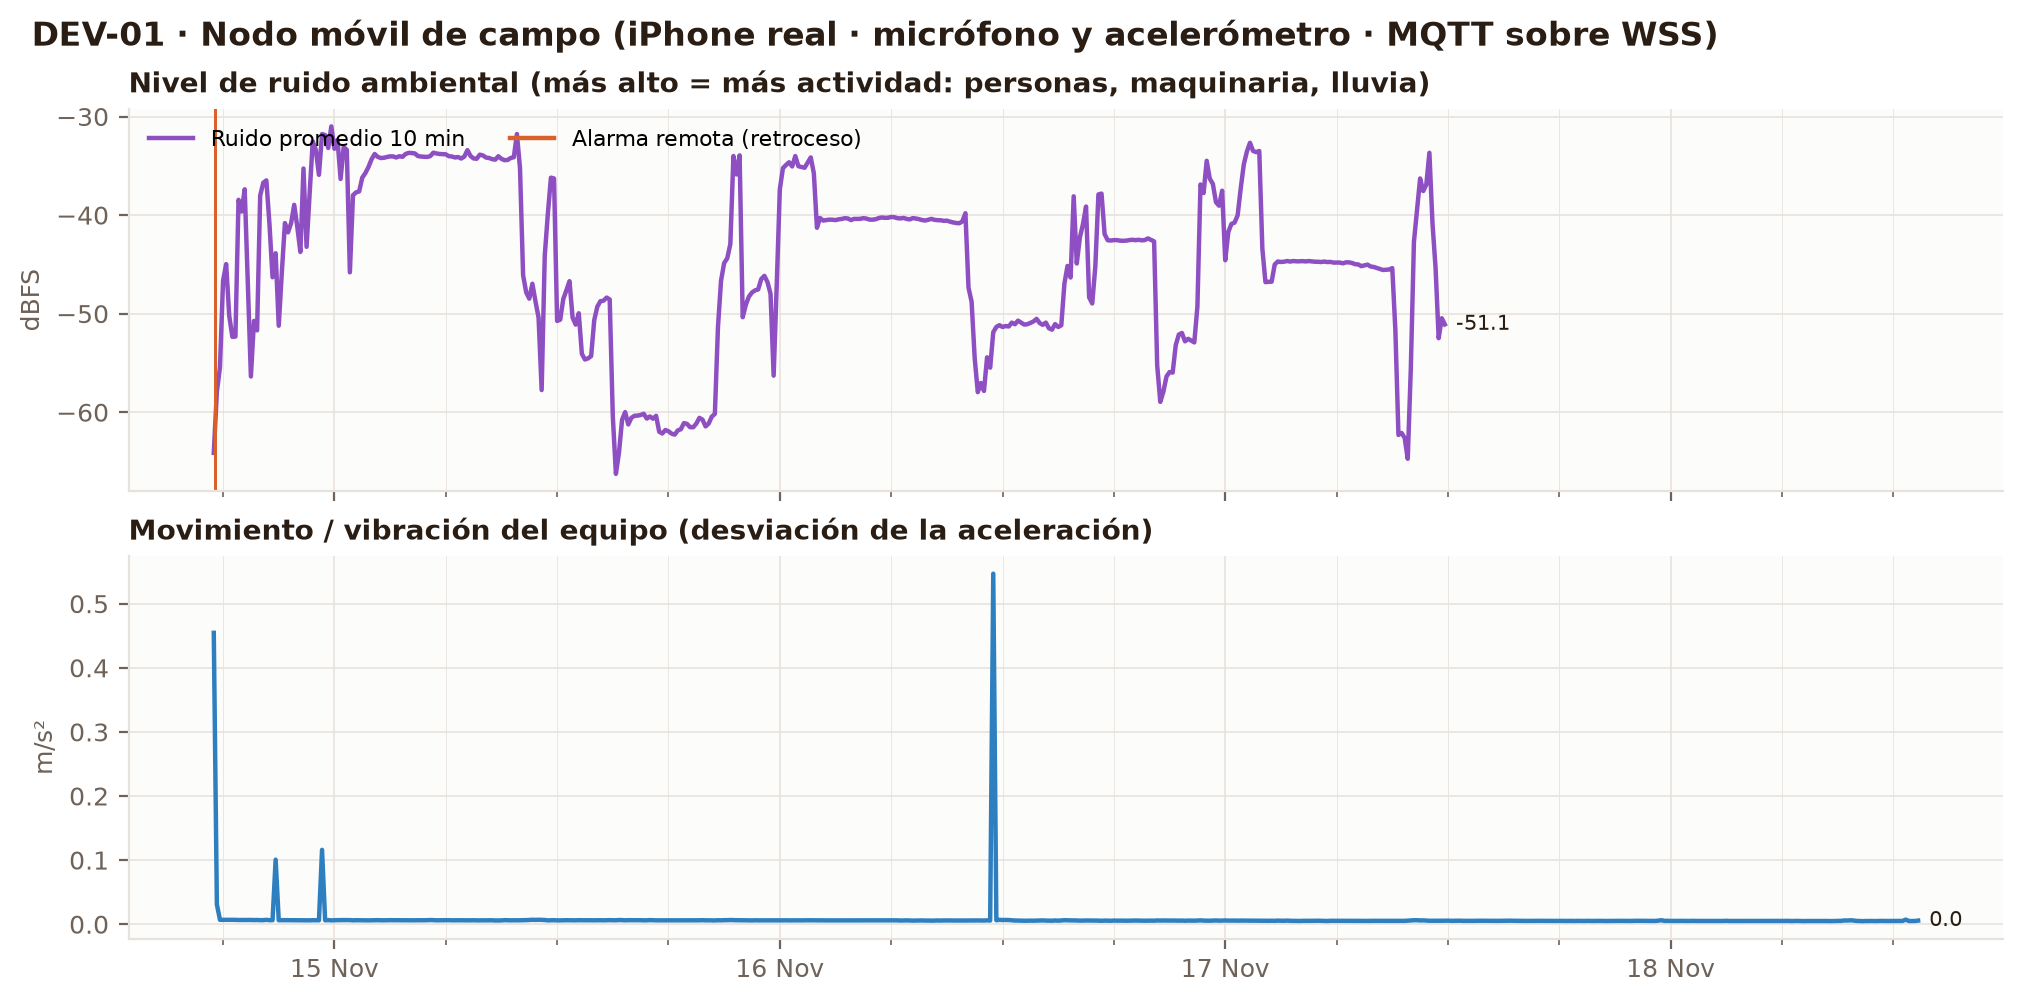 DEV-01 · Nodo móvil de campo (iPhone real · micrófono y acelerómetro · MQTT sobre WSS)
Nivel de ruido ambiental (más alto = más actividad: personas, maquinaria, lluvia)
Ruido promedio 10 min
Alarma remota (retroceso)
dBFS
−30
−40
−50
−60
-51.1
Movimiento / vibración del equipo (desviación de la aceleración)
m/s²
0.5
0.4
0.3
0.2
0.1
0.0
0.0
15 Nov
16 Nov
17 Nov
18 Nov